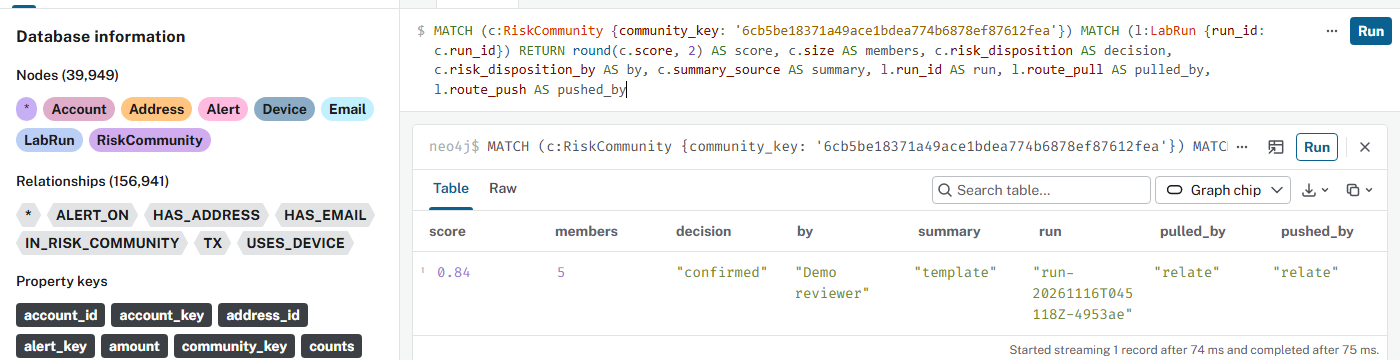 Database information
Nodes (39,949)
* Account Address Alert Device Email
LabRun RiskCommunity
Relationships (156,941)
* ALERT_ON HAS_ADDRESS HAS_EMAIL
IN_RISK_COMMUNITY TX USES_DEVICE
Property keys
account_id account_key address_id
alert_key amount community_key counts
$ MATCH (c:RiskCommunity {community_key: '6cb5be18371a49ace1bdea774b6878ef87612fea'}) MATCH (l:LabRun {run_id:
c.run_id}) RETURN round(c.score, 2) AS score, c.size AS members, c.risk_disposition AS decision,
c.risk_disposition_by AS by, c.summary_source AS summary, l.run_id AS run, l.route_pull AS pulled_by,
l.route_push AS pushed_by
Run
neo4j$ MATCH (c:RiskCommunity {community_key: '6cb5be18371a49ace1bdea774b6878ef87612fea'}) MATC
Run
Table Raw
Search table...
Graph chip
score members decision by summary run pulled_by pushed_by
1 0.84 5 "confirmed" "Demo "template" "run- "relate" "relate"
reviewer" 20261116T045
118Z-4953ae"
Started streaming 1 record after 74 ms and completed after 75 ms.